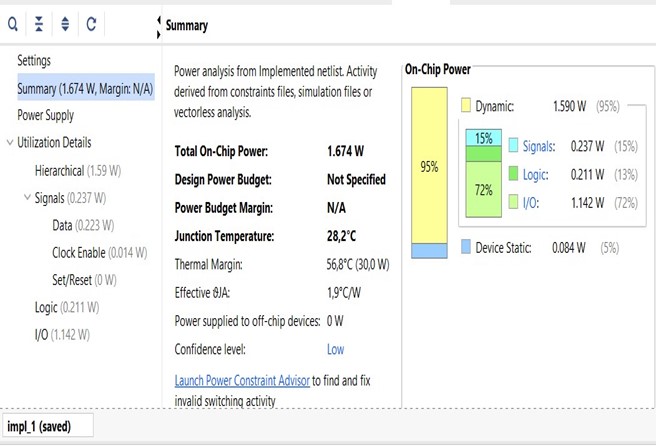 Summary
Settings
Summary (1.674 W, Margin: N/A)
Power Supply
Utilization Details
Hierarchical (1.59 W)
Signals (0.237 W)
Data (0.223 W)
Clock Enable (0.014 W)
Set/Reset (0 W)
Logic (0.211 W)
I/O (1.142 W)
Power analysis from Implemented netlist. Activity
derived from constraints files, simulation files or
vectorless analysis.
Total On-Chip Power: 1.674 W
Design Power Budget: Not Specified
Power Budget Margin: N/A
Junction Temperature: 28,2°C
Thermal Margin: 56,8°C (30,0 W)
Effective ϑJA: 1,9°C/W
Power supplied to off-chip devices: 0 W
Confidence level: Low
Launch Power Constraint Advisor to find and fix
invalid switching activity
On-Chip Power
95%
Dynamic: 1.590 W (95%)
15%
72%
Signals: 0.237 W (15%)
Logic: 0.211 W (13%)
I/O: 1.142 W (72%)
Device Static: 0.084 W (5%)
impl_1 (saved)